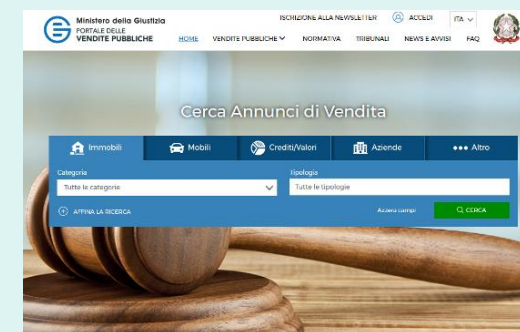 Ministero della Giustizia
PORTALE DELLE
VENDITE PUBBLICHE
ISCRIZIONE ALLA NEWSLETTER ACCEDI ITA
HOME VENDITE PUBBLICHE NORMATIVA TRIBUNALI NEWS E AVVISI FAQ
Cerca Annunci di Vendita
Immobili Mobili Crediti/Valori Aziende Altro
Categoria Tipologia
Tutte le categorie Tutte le tipologie
AFFINA LA RICERCA Azzera campi CERCA